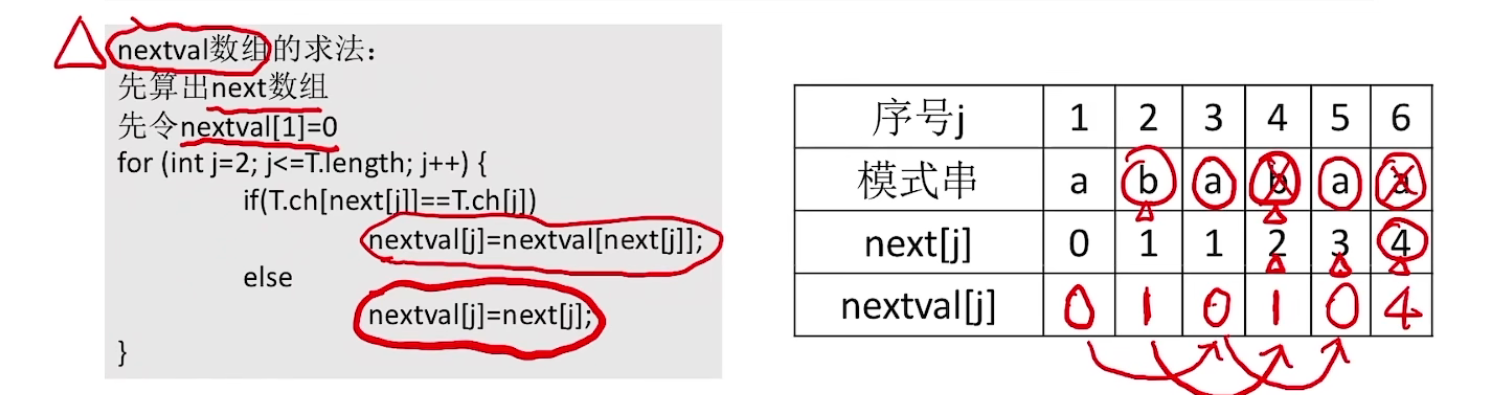 nextval数组的求法：
先算出next数组
先令nextval[1]=0
for (int j=2; j<=T.length; j++) {
if(T.ch[next[j]]==T.ch[j])
nextval[j]=nextval[next[j]];
else
nextval[j]=next[j];
}
序号j 1 2 3 4 5 6
模式串 a b a b a a
next[j] 0 1 1 2 3 4
nextval[j] 0 1 0 1 0 4